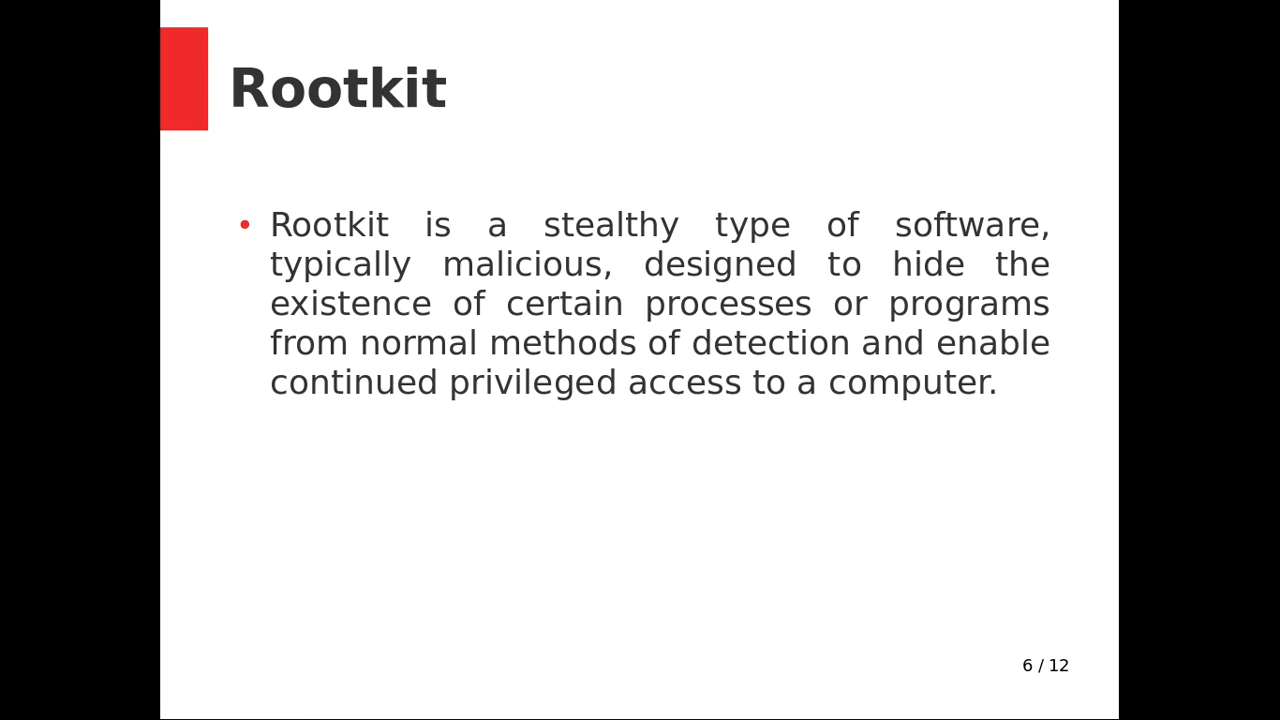 Rootkit
• Rootkit is a stealthy type of software,
typically malicious, designed to hide the
existence of certain processes or programs
from normal methods of detection and enable
continued privileged access to a computer.
6 / 12